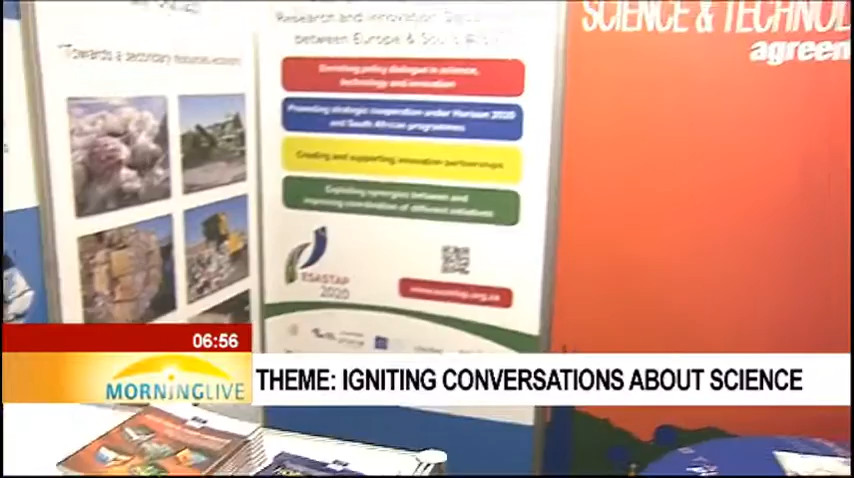 SCIENCE & TECHNOL
agreen
Research and Innovation
between Europe & Sou
"Towards a secondary resources economy
Enriching policy dialogue in science,
technology and innovation
Promoting strategic cooperation under Horizon 2020
and South African programmes
Creating and supporting innovation partnerships
Exploiting synergies between and
improving coordination of different initiatives
ESASTAP
2020
www.esastap.org.za
06:56
MORNINGLIVE
THEME: IGNITING CONVERSATIONS ABOUT SCIENCE